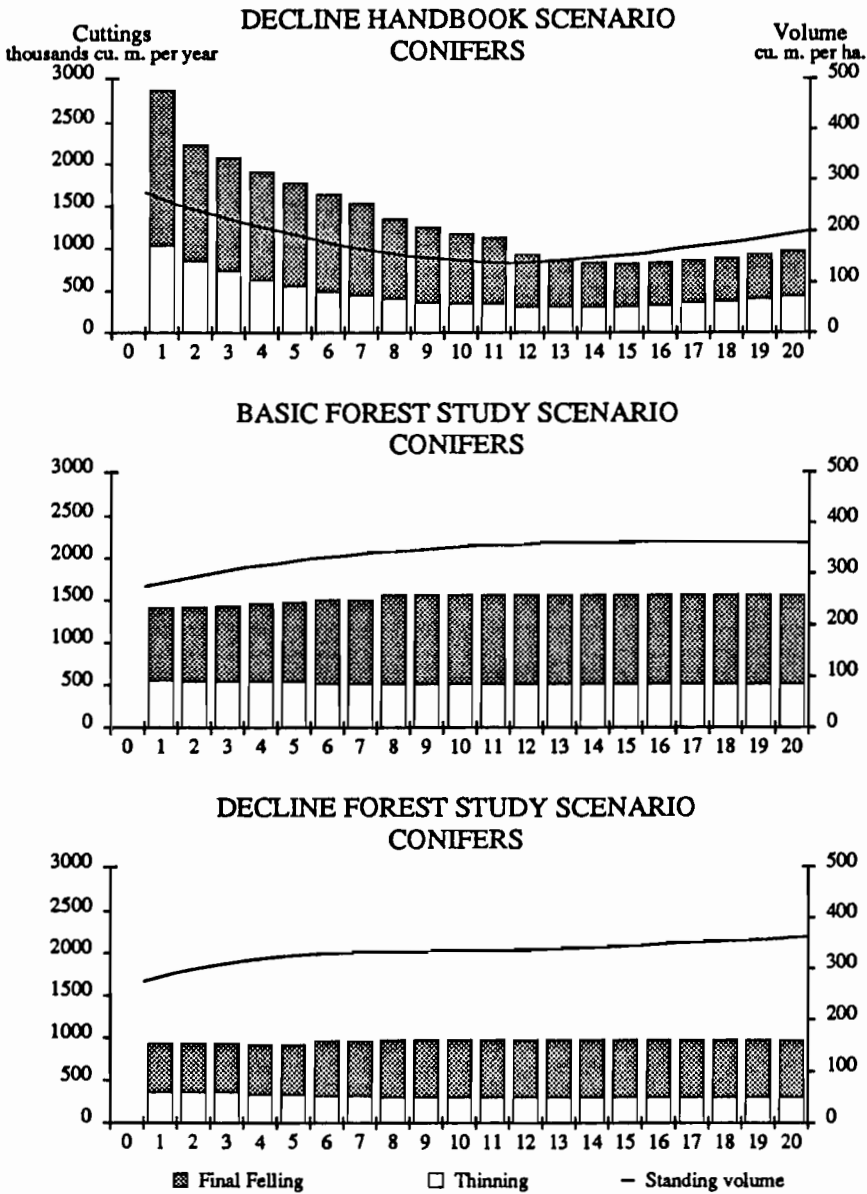 DECLINE HANDBOOK SCENARIO
CONIFERS
Cuttings
thousands cu. m. per year
Volume
cu. m. per ha.
3000
2500
2000
1500
1000
500
0
500
400
300
200
100
0
0 1 2 3 4 5 6 7 8 9 10 11 12 13 14 15 16 17 18 19 20
BASIC FOREST STUDY SCENARIO
CONIFERS
3000
2500
2000
1500
1000
500
0
500
400
300
200
100
0
0 1 2 3 4 5 6 7 8 9 10 11 12 13 14 15 16 17 18 19 20
DECLINE FOREST STUDY SCENARIO
CONIFERS
3000
2500
2000
1500
1000
500
0
500
400
300
200
100
0
0 1 2 3 4 5 6 7 8 9 10 11 12 13 14 15 16 17 18 19 20
Final Felling Thinning Standing volume